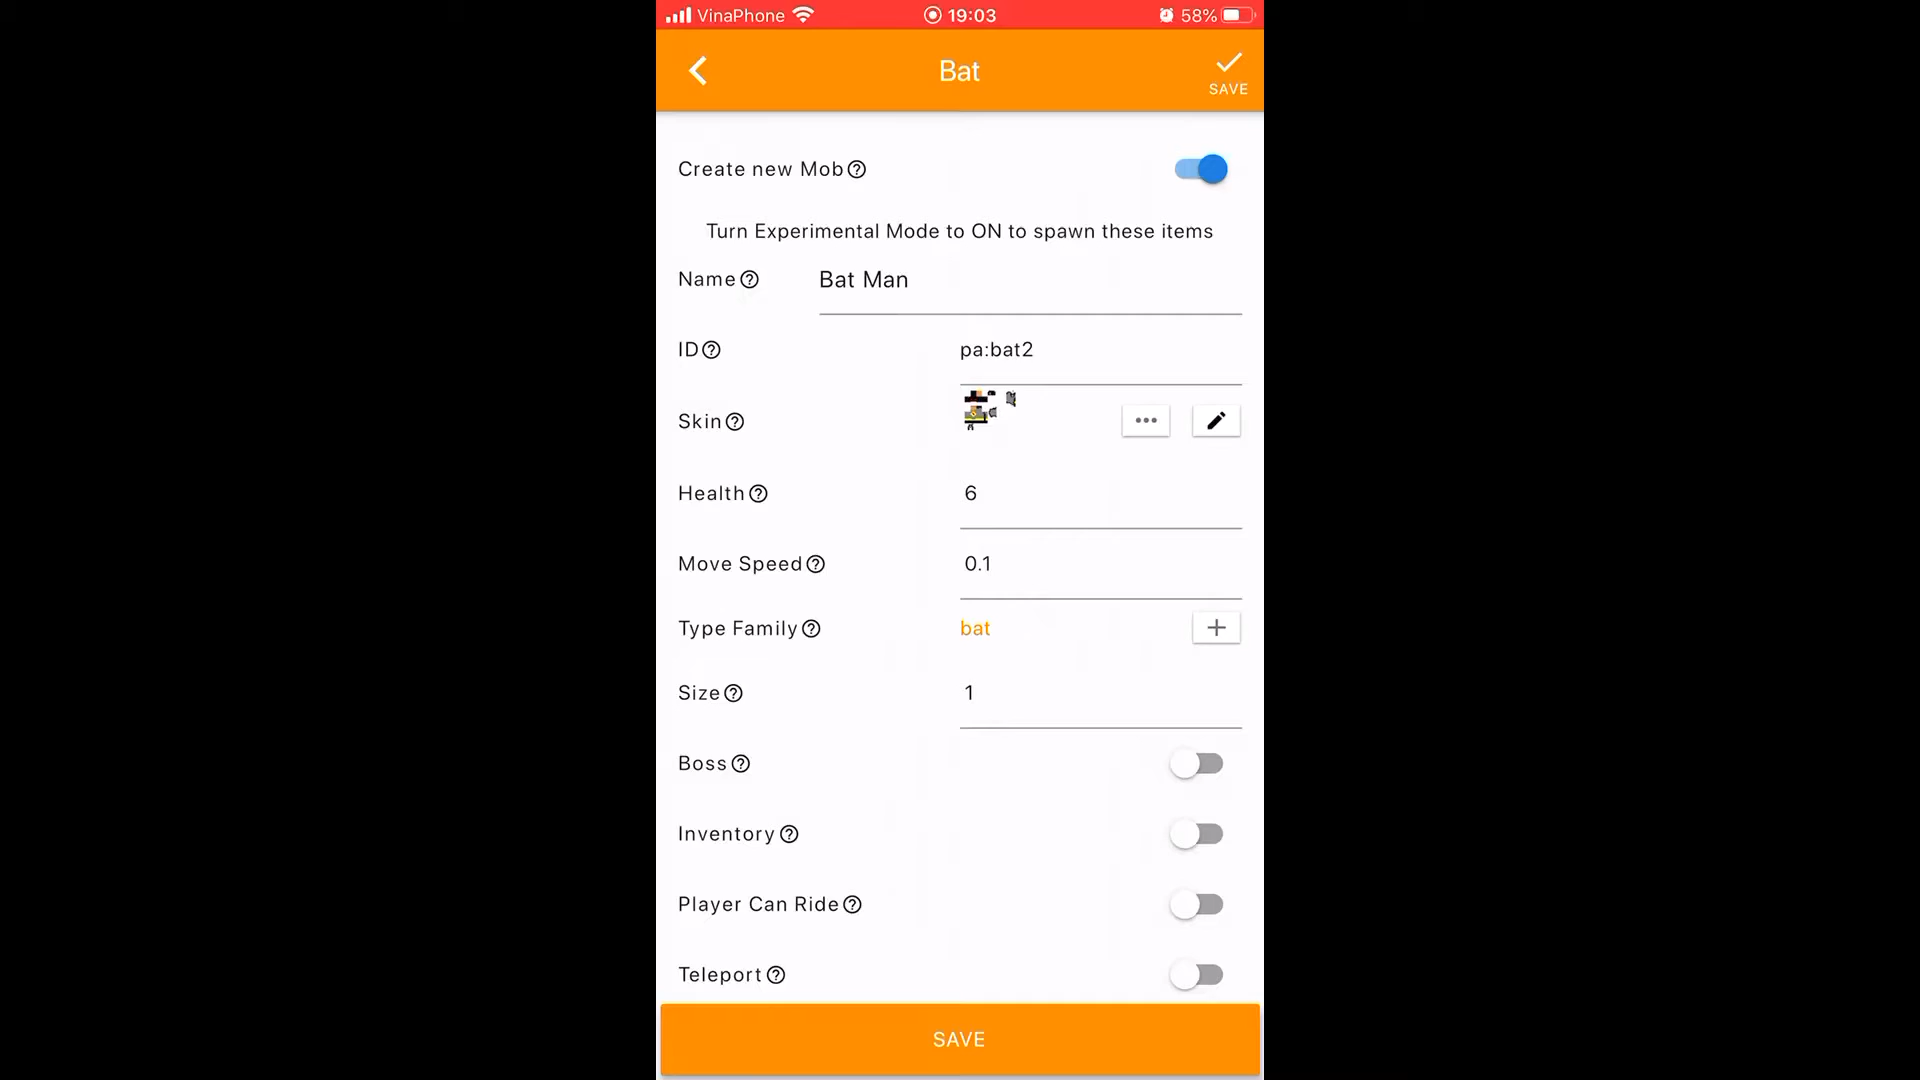 VinaPhone 19:03 58%
Bat
SAVE
Create new Mob
Turn Experimental Mode to ON to spawn these items
Name Bat Man
ID pa:bat2
Skin
Health 6
Move Speed 0.1
Type Family bat
Size 1
Boss
Inventory
Player Can Ride
Teleport
SAVE